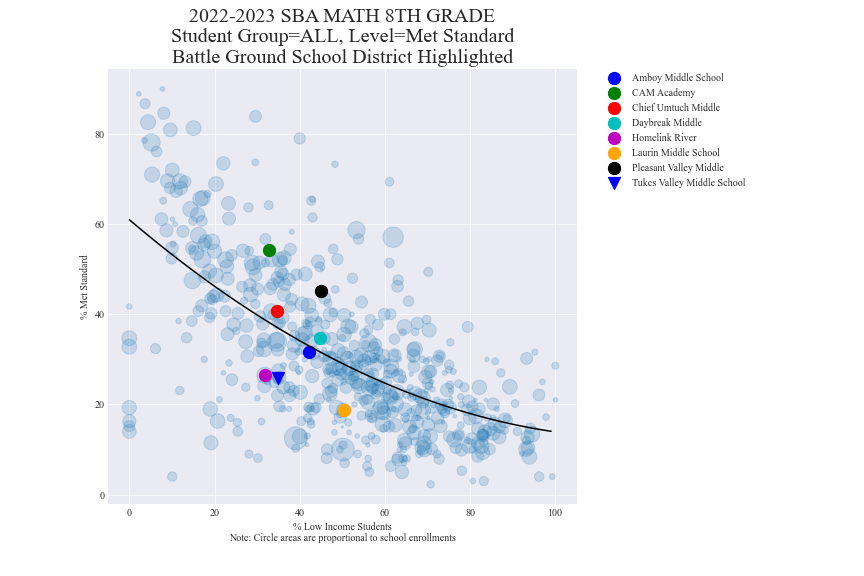 2022-2023 SBA MATH 8TH GRADE
Student Group=ALL, Level=Met Standard
Battle Ground School District Highlighted
Amboy Middle School
CAM Academy
Chief Umtuch Middle
Daybreak Middle
Homelink River
Laurin Middle School
Pleasant Valley Middle
Tukes Valley Middle School
% Met Standard
80
60
40
20
0
0 20 40 60 80 100
% Low Income Students
Note: Circle areas are proportional to school enrollments